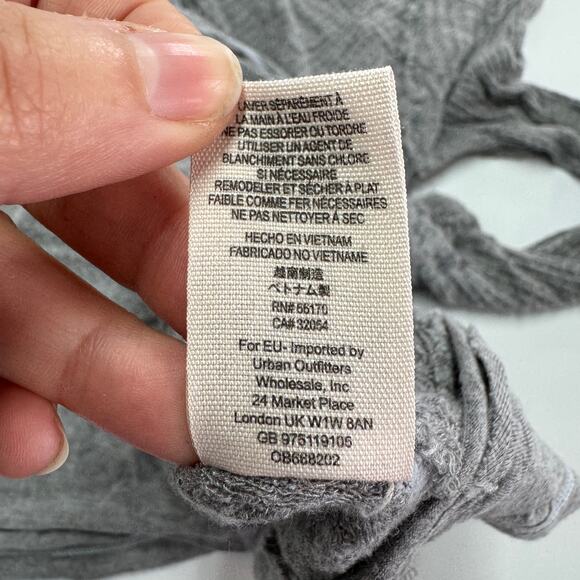 LAVER SÉPARÉMENT À
LA MAIN À L'EAU FROIDE
NE PAS ESSORER OU TORDRE
UTILISER UN AGENT DE
BLANCHIMENT SANS CHLORE
SI NÉCESSAIRE
REMODELER ET SÉCHER À PLAT
FAIBLE COMME FER NÉCESSAIRES
NE PAS NETTOYER À SEC
HECHO EN VIETNAM
FABRICADO NO VIETNAME
越南制造
ベトナム製
RN# 66170
CA# 32054
For EU- Imported by
Urban Outfitters
Wholesale, Inc
24 Market Place
London UK W1W 8AN
GB 975119106
OB688202